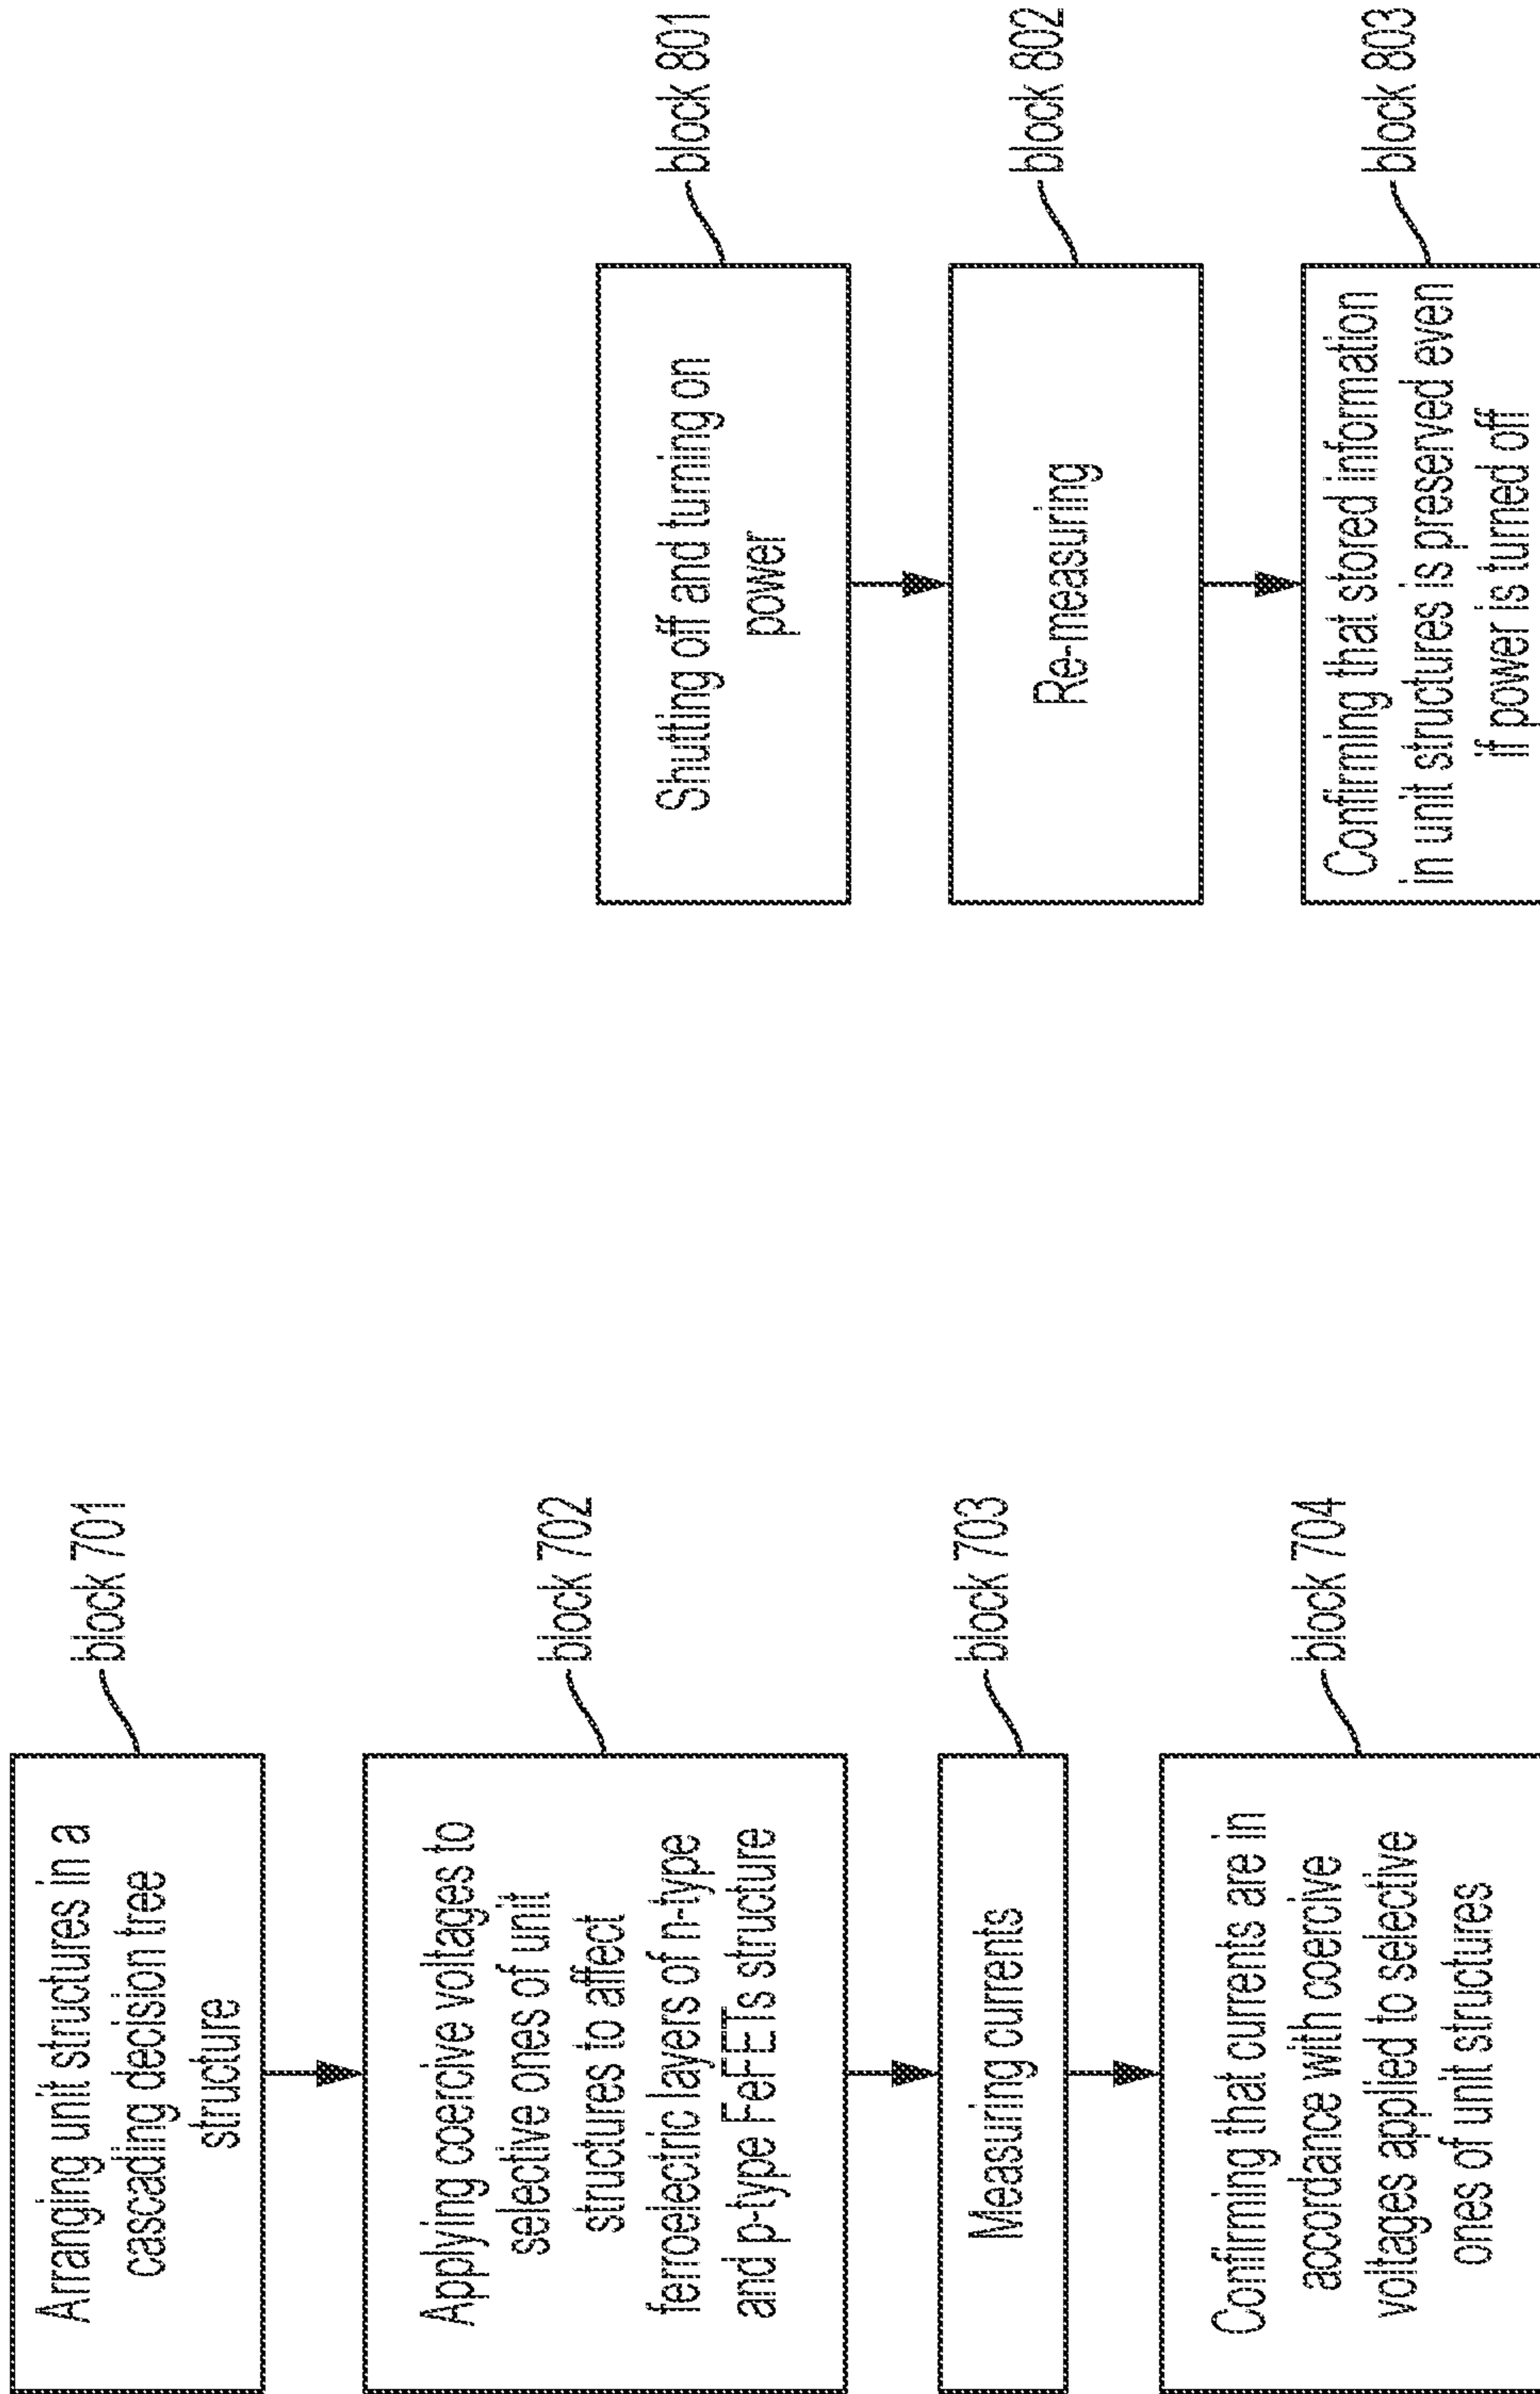 Arranging unit structures in a
cascading decision tree
structure
block 701
Applying coercive voltages to
selective ones of unit
structures to affect
ferroelectric layers of n-type
and p-type FeFETs structure
block 702
Measuring currents
block 703
Confirming that currents are in
accordance with coercive
voltages applied to selective
ones of unit structures
block 704
Shutting off and turning on
power
block 801
Re-measuring
block 802
Confirming that stored information
in unit structures is preserved even
if power is turned off
block 803